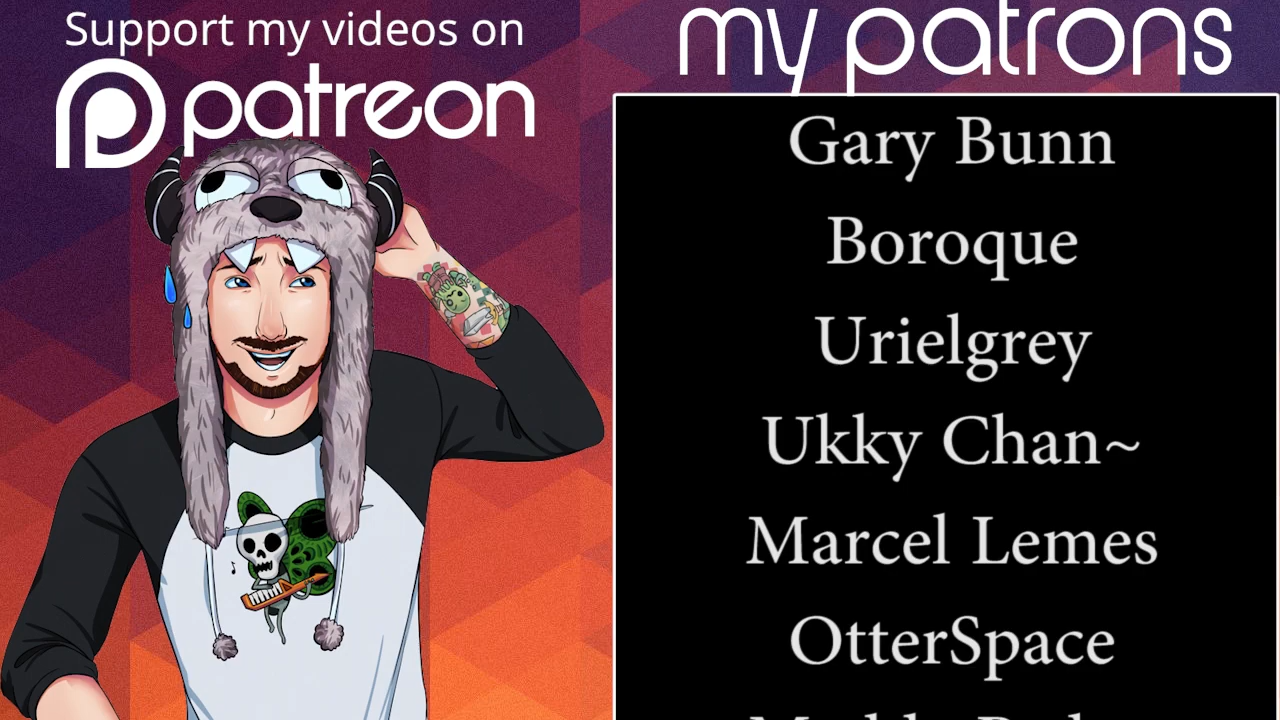 Support my videos on
patreon
my patrons
Gary Bunn
Boroque
Urielgrey
Ukky Chan~
Marcel Lemes
OtterSpace